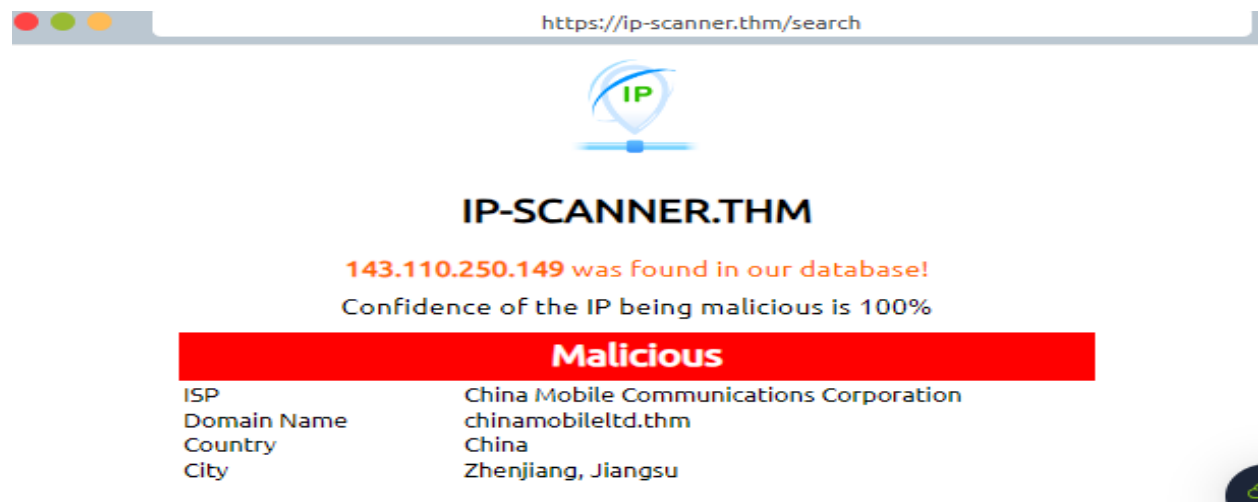 https://ip-scanner.thm/search
IP
IP-SCANNER.THM
143.110.250.149 was found in our database!
Confidence of the IP being malicious is 100%
Malicious
ISP China Mobile Communications Corporation
Domain Name chinamobileltd.thm
Country China
City Zhenjiang, Jiangsu